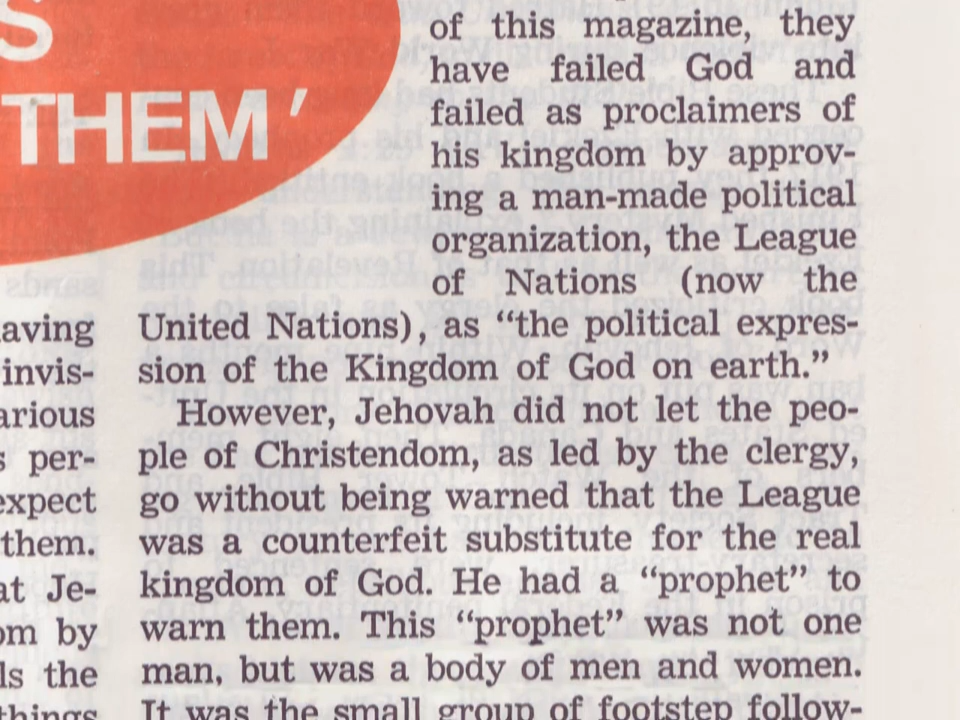 S
THEM’
aving
invis-
arious
s per-
expect
them.
at Je-
om by
ls the
things
of this magazine, they
have failed God and
failed as proclaimers of
his kingdom by approv-
ing a man-made political
organization, the League
of Nations (now the
United Nations), as “the political expres-
sion of the Kingdom of God on earth.”
However, Jehovah did not let the peo-
ple of Christendom, as led by the clergy,
go without being warned that the League
was a counterfeit substitute for the real
kingdom of God. He had a “prophet” to
warn them. This “prophet” was not one
man, but was a body of men and women.
It was the small group of footstep follow-